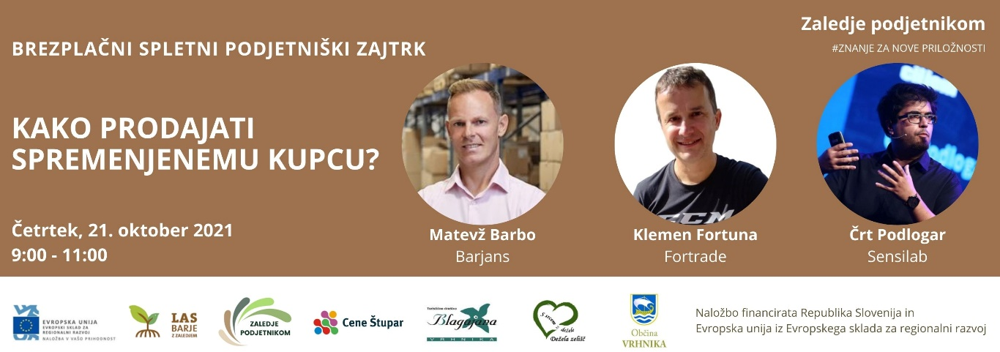 Zaledje podjetnikom
#ZNANJE ZA NOVE PRILOŽNOSTI
BREZPLAČNI SPLETNI PODJETNIŠKI ZAJTRK
KAKO PRODAJATI
SPREMENJENEMU KUPCU?
Četrtek, 21. oktober 2021
9:00 - 11:00
Matevž Barbo
Barjans
Klemen Fortuna
Fortrade
Črt Podlogar
Sensilab
EVROPSKA UNIJA
EVROPSKI SKLAD ZA
REGIONALNI RAZVOJ
NALOŽBA V VAŠO PRIHODNOST
LAS
BARJE
Z ZALEDJEM
ZALEDJE
PODJETNIKOM
Cene Štupar
Turistično društvo
Blagajana
VRHNIKA
S srcem
dežele
Dežela zelišč
Občina
VRHNIKA
Naložbo financirata Republika Slovenija in
Evropska unija iz Evropskega sklada za regionalni razvoj